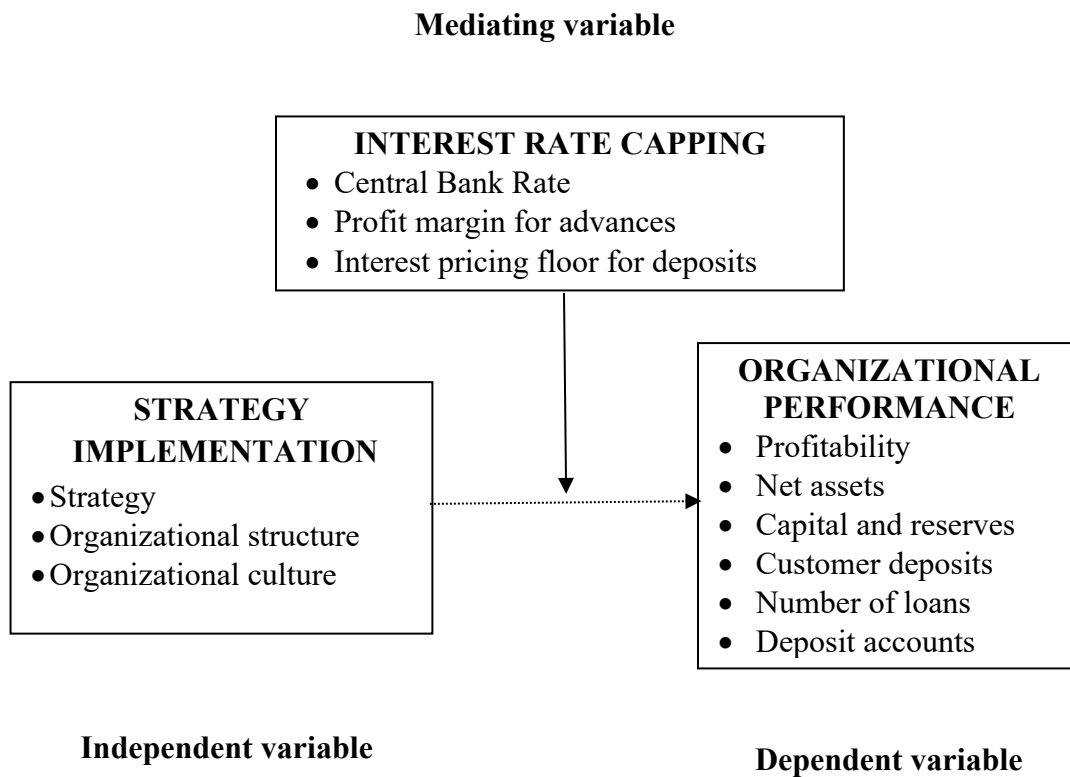 Mediating variable
INTEREST RATE CAPPING
• Central Bank Rate
• Profit margin for advances
• Interest pricing floor for deposits
STRATEGY
IMPLEMENTATION
• Strategy
• Organizational structure
• Organizational culture
ORGANIZATIONAL
PERFORMANCE
• Profitability
• Net assets
• Capital and reserves
• Customer deposits
• Number of loans
• Deposit accounts
Independent variable
Dependent variable